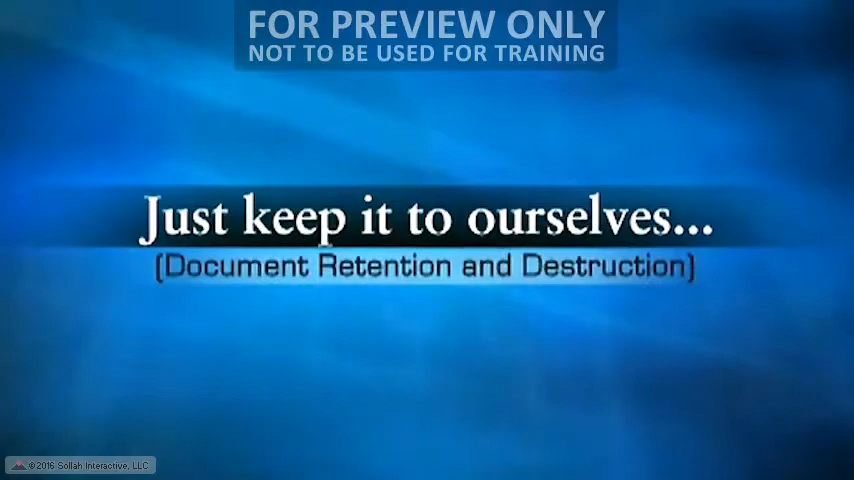 FOR PREVIEW ONLY
NOT TO BE USED FOR TRAINING
Just keep it to ourselves...
(Document Retention and Destruction)
©2016 Sollah Interactive, LLC